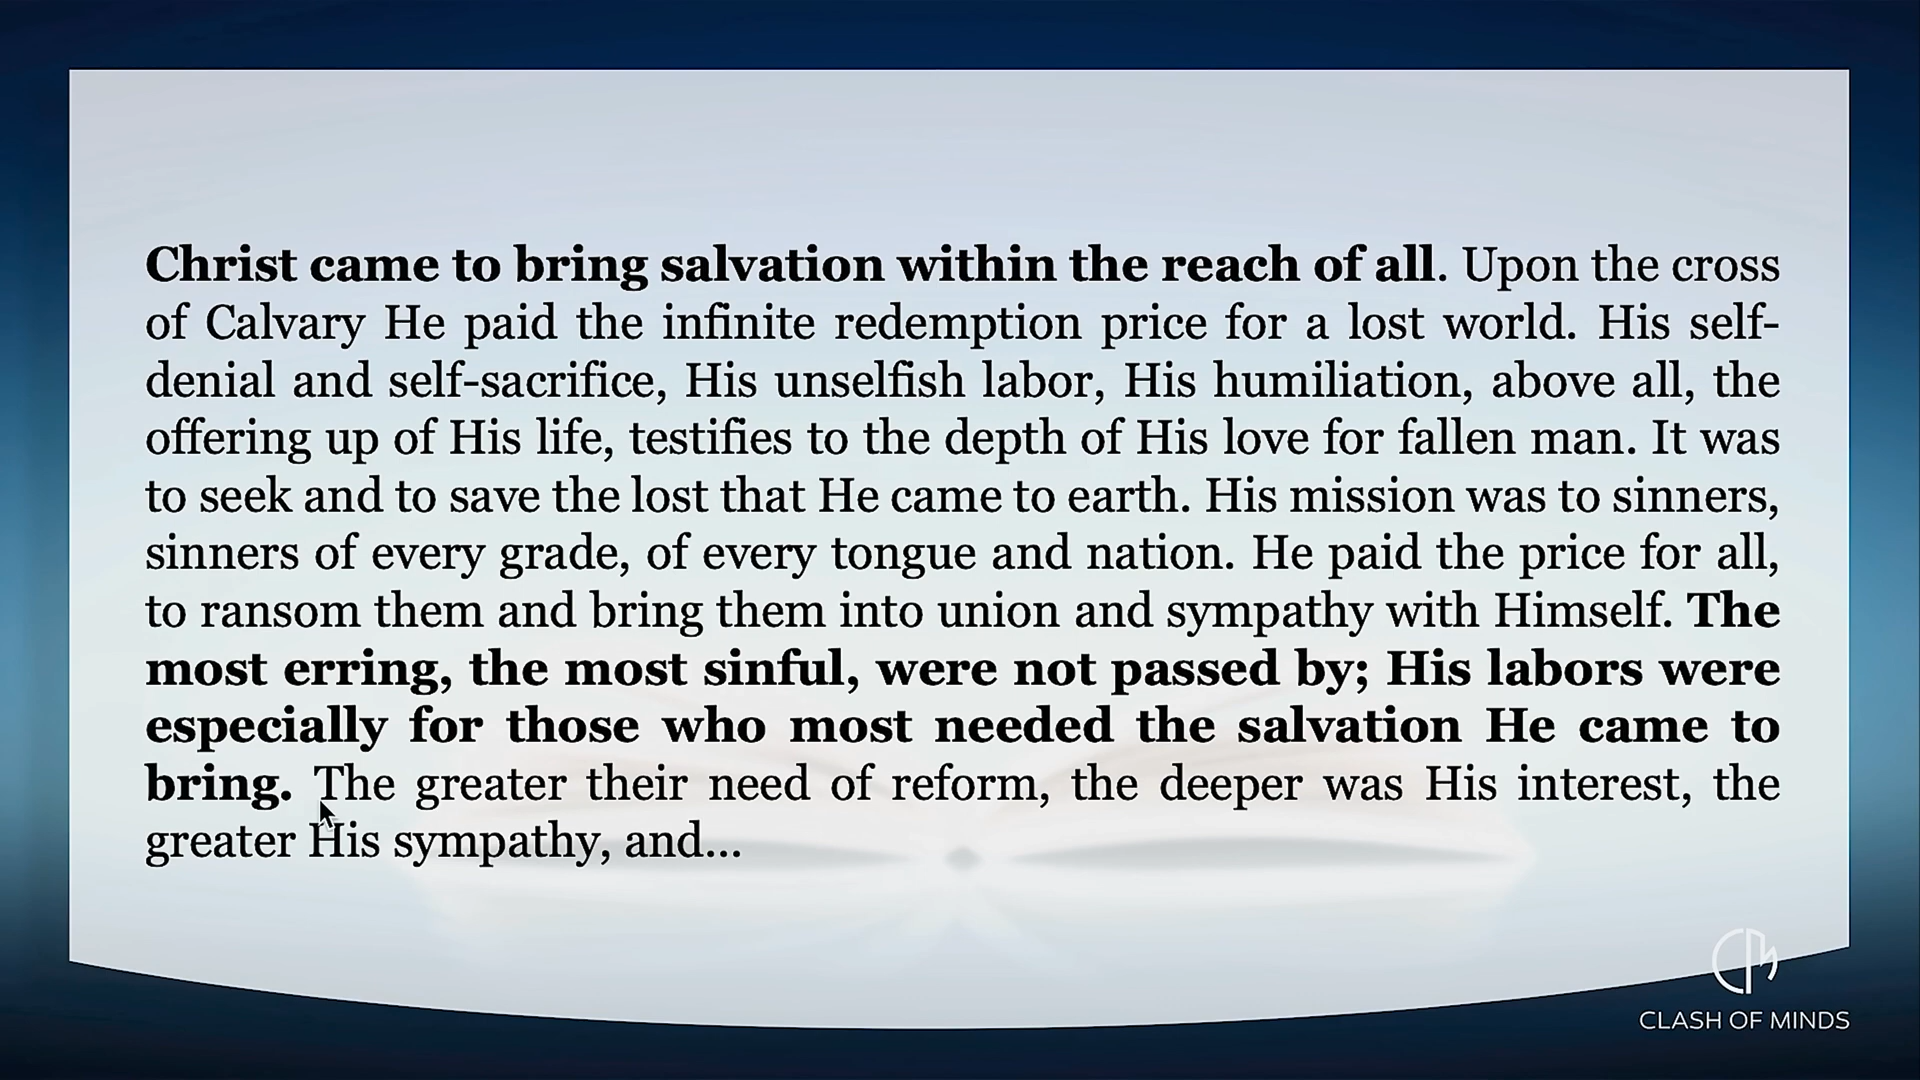 Christ came to bring salvation within the reach of all. Upon the cross
of Calvary He paid the infinite redemption price for a lost world. His self-
denial and self-sacrifice, His unselfish labor, His humiliation, above all, the
offering up of His life, testifies to the depth of His love for fallen man. It was
to seek and to save the lost that He came to earth. His mission was to sinners,
sinners of every grade, of every tongue and nation. He paid the price for all,
to ransom them and bring them into union and sympathy with Himself. The
most erring, the most sinful, were not passed by; His labors were
especially for those who most needed the salvation He came to
bring. The greater their need of reform, the deeper was His interest, the
greater His sympathy, and...
CLASH OF MINDS